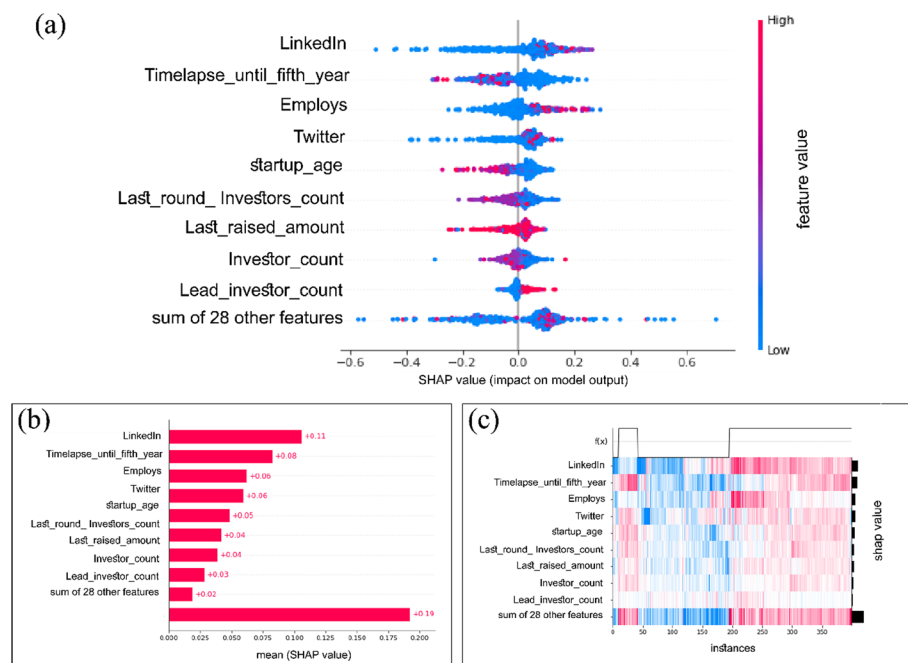 (a)
High
LinkedIn
Timelapse_until_fifth_year
Employs
Twitter
startup_age
Last_round_ Investors_count
Last_raised_amount
Investor_count
Lead_investor_count
sum of 28 other features
feature value
Low
−0.6 −0.4 −0.2 0.0 0.2 0.4 0.6
SHAP value (impact on model output)
(b)
LinkedIn +0.11
Timelapse_until_fifth_year +0.08
Employs +0.06
Twitter +0.06
startup_age +0.05
Last_round_ Investors_count +0.04
Last_raised_amount +0.04
Investor_count +0.03
Lead_investor_count +0.02
sum of 28 other features +0.19
0.000 0.025 0.050 0.075 0.100 0.125 0.150 0.175 0.200
mean (SHAP value)
(c)
f(x)
LinkedIn
Timelapse_until_fifth_year
Employs
Twitter
startup_age
Last_round_ Investors_count
Last_raised_amount
Investor_count
Lead_investor_count
sum of 28 other features
shap value
0 50 100 150 200 250 300 350
instances